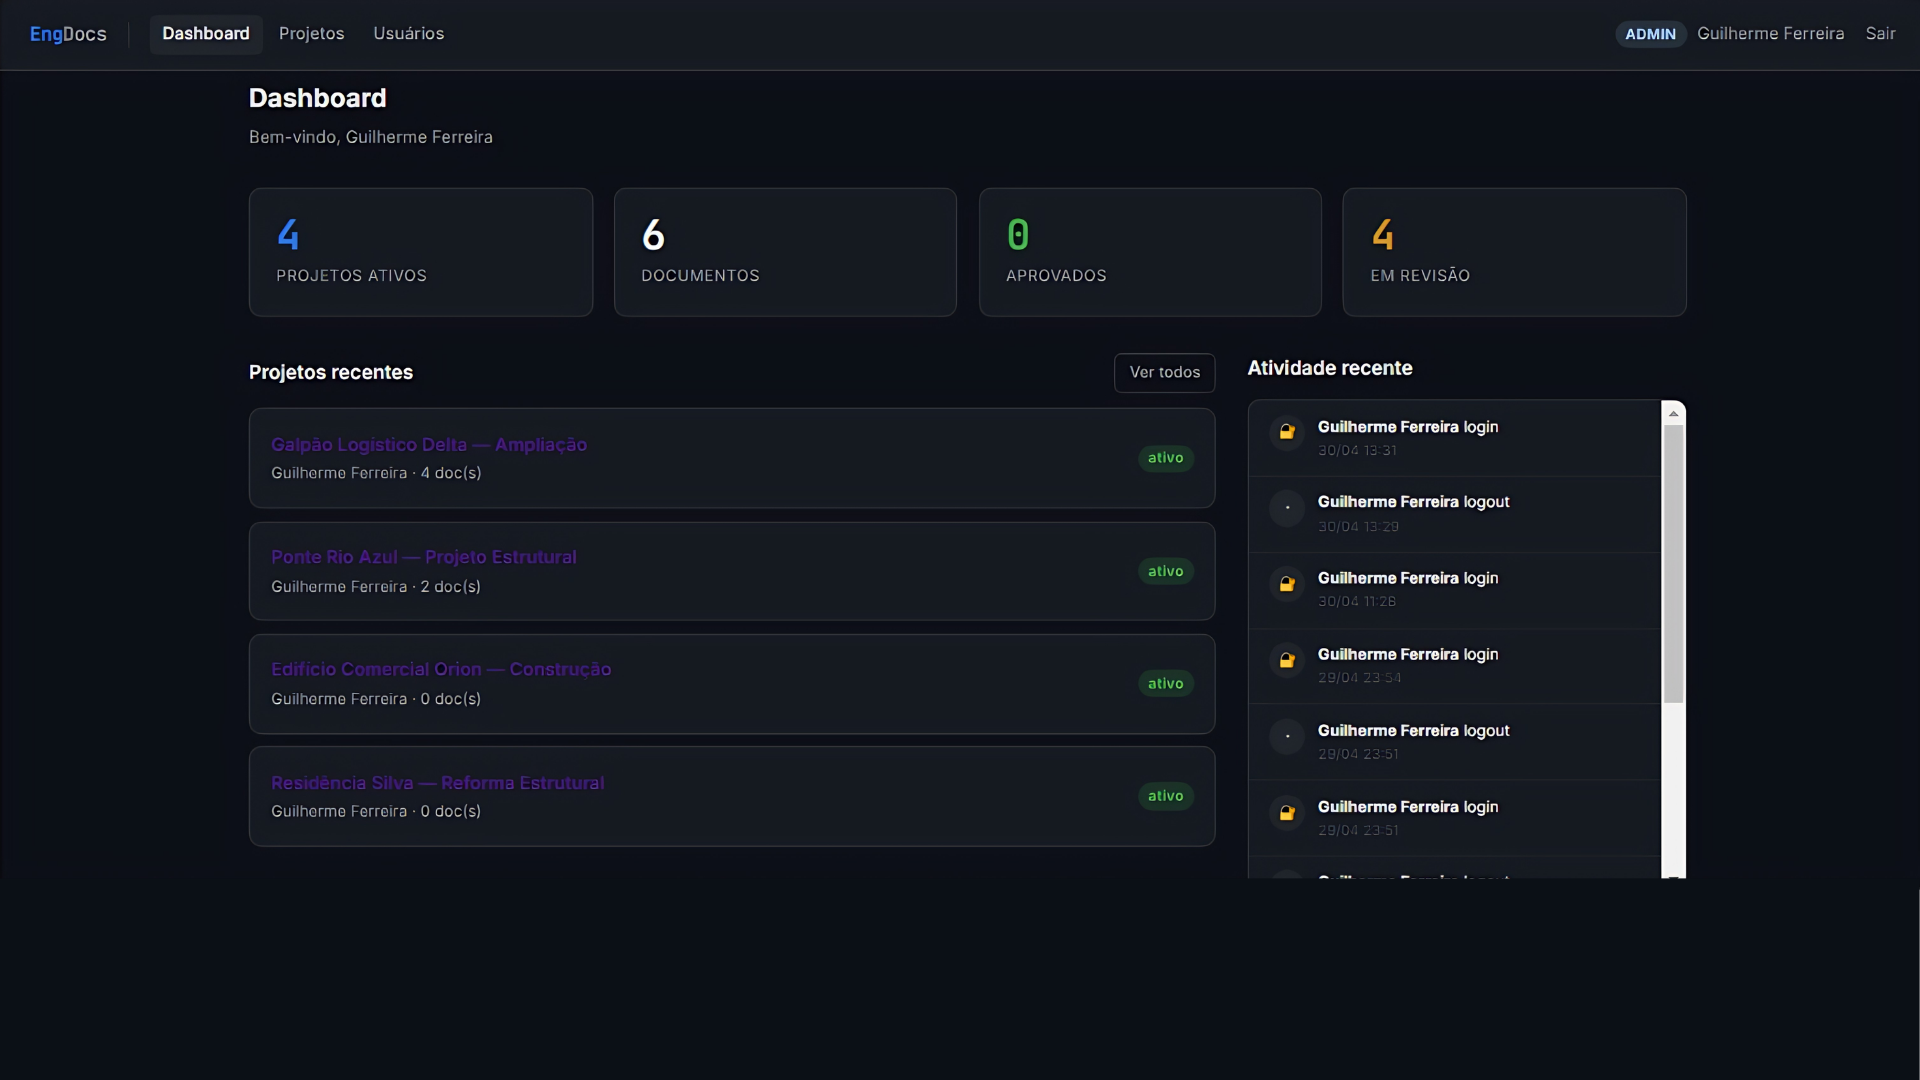 EngDocs
Dashboard
Projetos
Usuários
ADMIN
Guilherme Ferreira
Sair
Dashboard
Bem-vindo, Guilherme Ferreira
4
PROJETOS ATIVOS
6
DOCUMENTOS
0
APROVADOS
4
EM REVISÃO
Projetos recentes
Ver todos
Galpão Logístico Delta — Ampliação
Guilherme Ferreira · 4 doc(s)
ativo
Ponte Rio Azul — Projeto Estrutural
Guilherme Ferreira · 2 doc(s)
ativo
Edifício Comercial Orion — Construção
Guilherme Ferreira · 0 doc(s)
ativo
Residência Silva — Reforma Estrutural
Guilherme Ferreira · 0 doc(s)
ativo
Atividade recente
Guilherme Ferreira login
30/04 13:31
Guilherme Ferreira logout
30/04 13:29
Guilherme Ferreira login
30/04 11:28
Guilherme Ferreira login
29/04 23:54
Guilherme Ferreira logout
29/04 23:51
Guilherme Ferreira login
29/04 23:51